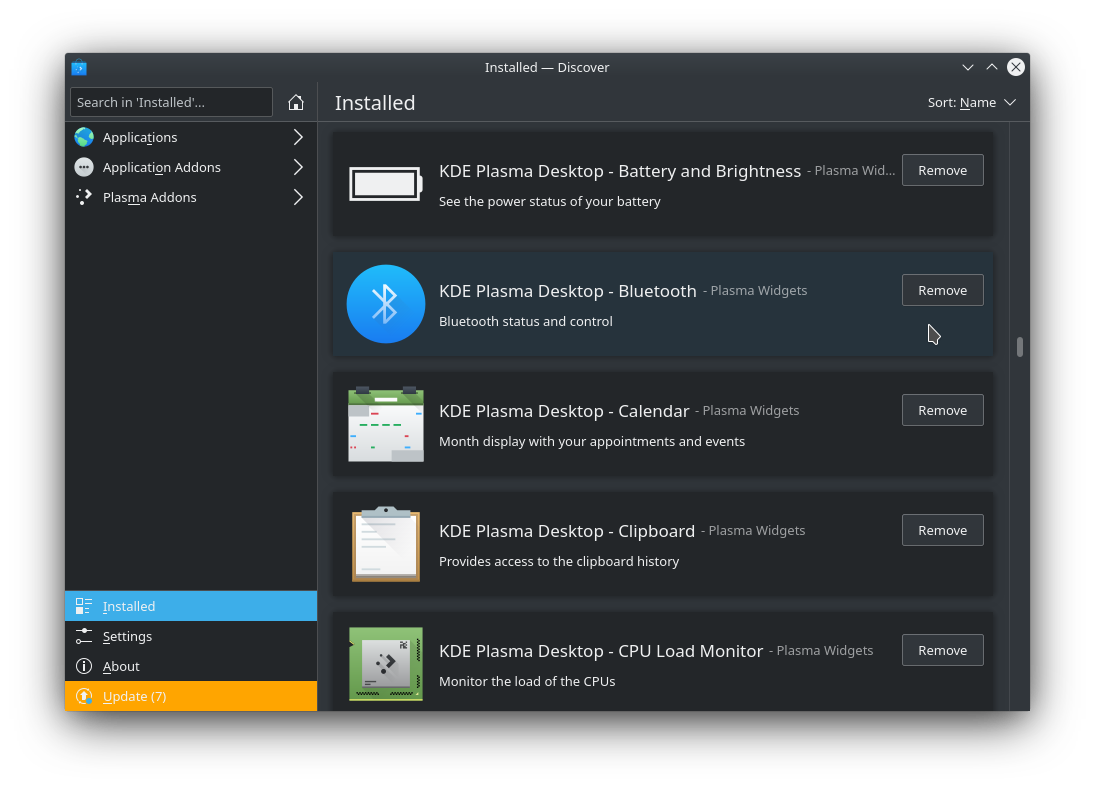 Installed — Discover
Search in 'Installed'...
Installed
Sort: Name
Applications
Application Addons
Plasma Addons
KDE Plasma Desktop - Battery and Brightness - Plasma Wid...
Remove
See the power status of your battery
KDE Plasma Desktop - Bluetooth - Plasma Widgets
Remove
Bluetooth status and control
KDE Plasma Desktop - Calendar - Plasma Widgets
Remove
Month display with your appointments and events
KDE Plasma Desktop - Clipboard - Plasma Widgets
Remove
Provides access to the clipboard history
KDE Plasma Desktop - CPU Load Monitor - Plasma Widgets
Remove
Monitor the load of the CPUs
Installed
Settings
About
Update (7)